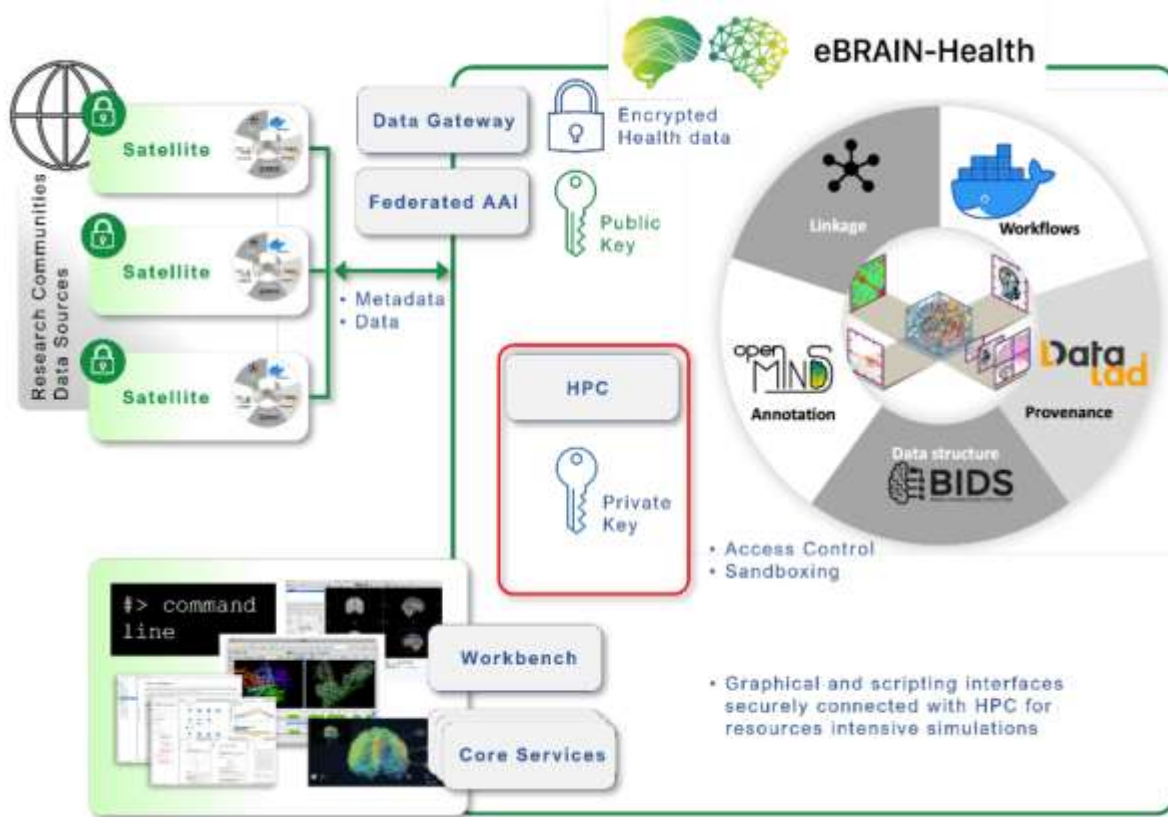 eBRAIN-Health
Research Communities
Data Sources
Satellite
Satellite
Satellite
Data Gateway
Federated AAI
Metadata
Data
Encrypted
Health data
Public
Key
HPC
Private
Key
Linkage
Workflows
openMINDS
Annotation
DataLad
Provenance
Data structure
BIDS
• Access Control
• Sandboxing
#> command
line
Workbench
Core Services
• Graphical and scripting interfaces
securely connected with HPC for
resources intensive simulations